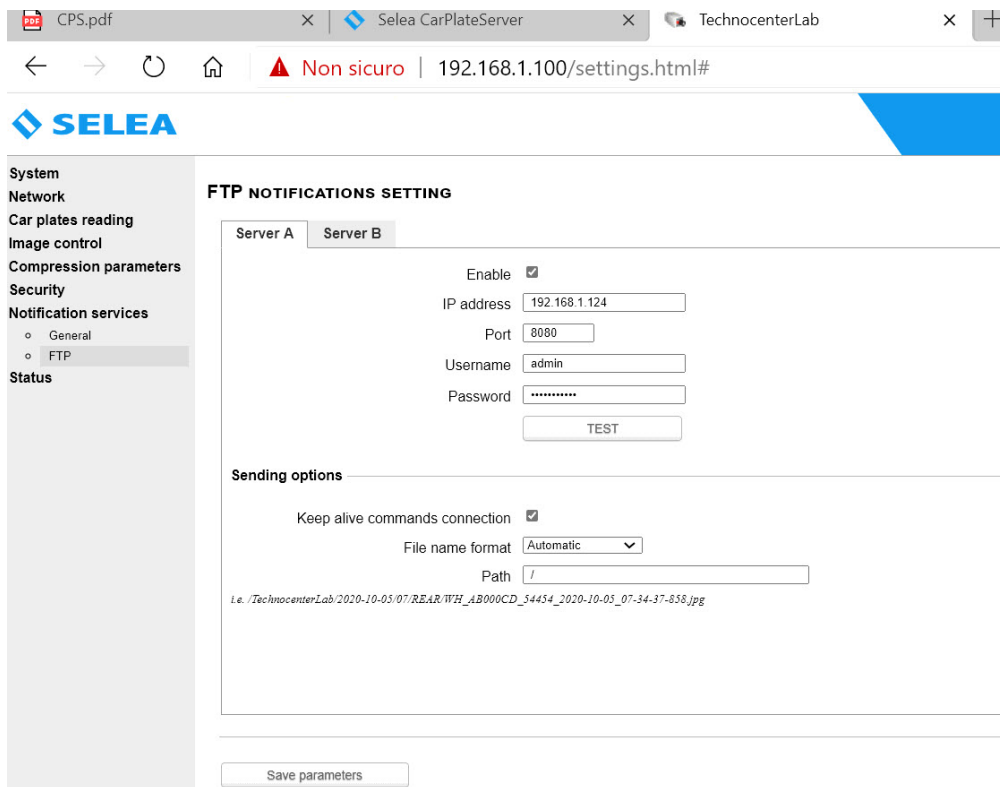 PDF CPS.pdf Selea CarPlateServer TechnocenterLab
Non sicuro | 192.168.1.100/settings.html#
SELEA
System
Network
Car plates reading
Image control
Compression parameters
Security
Notification services
General
FTP
Status
FTP NOTIFICATIONS SETTING
Server A Server B
Enable
IP address 192.168.1.124
Port 8080
Username admin
Password •••••••••••
TEST
Sending options
Keep alive commands connection
File name format Automatic
Path /
i.e. /TechnocenterLab/2020-10-05/07/REAR/WH_AB000CD_54454_2020-10-05_07-34-37-858.jpg
Save parameters